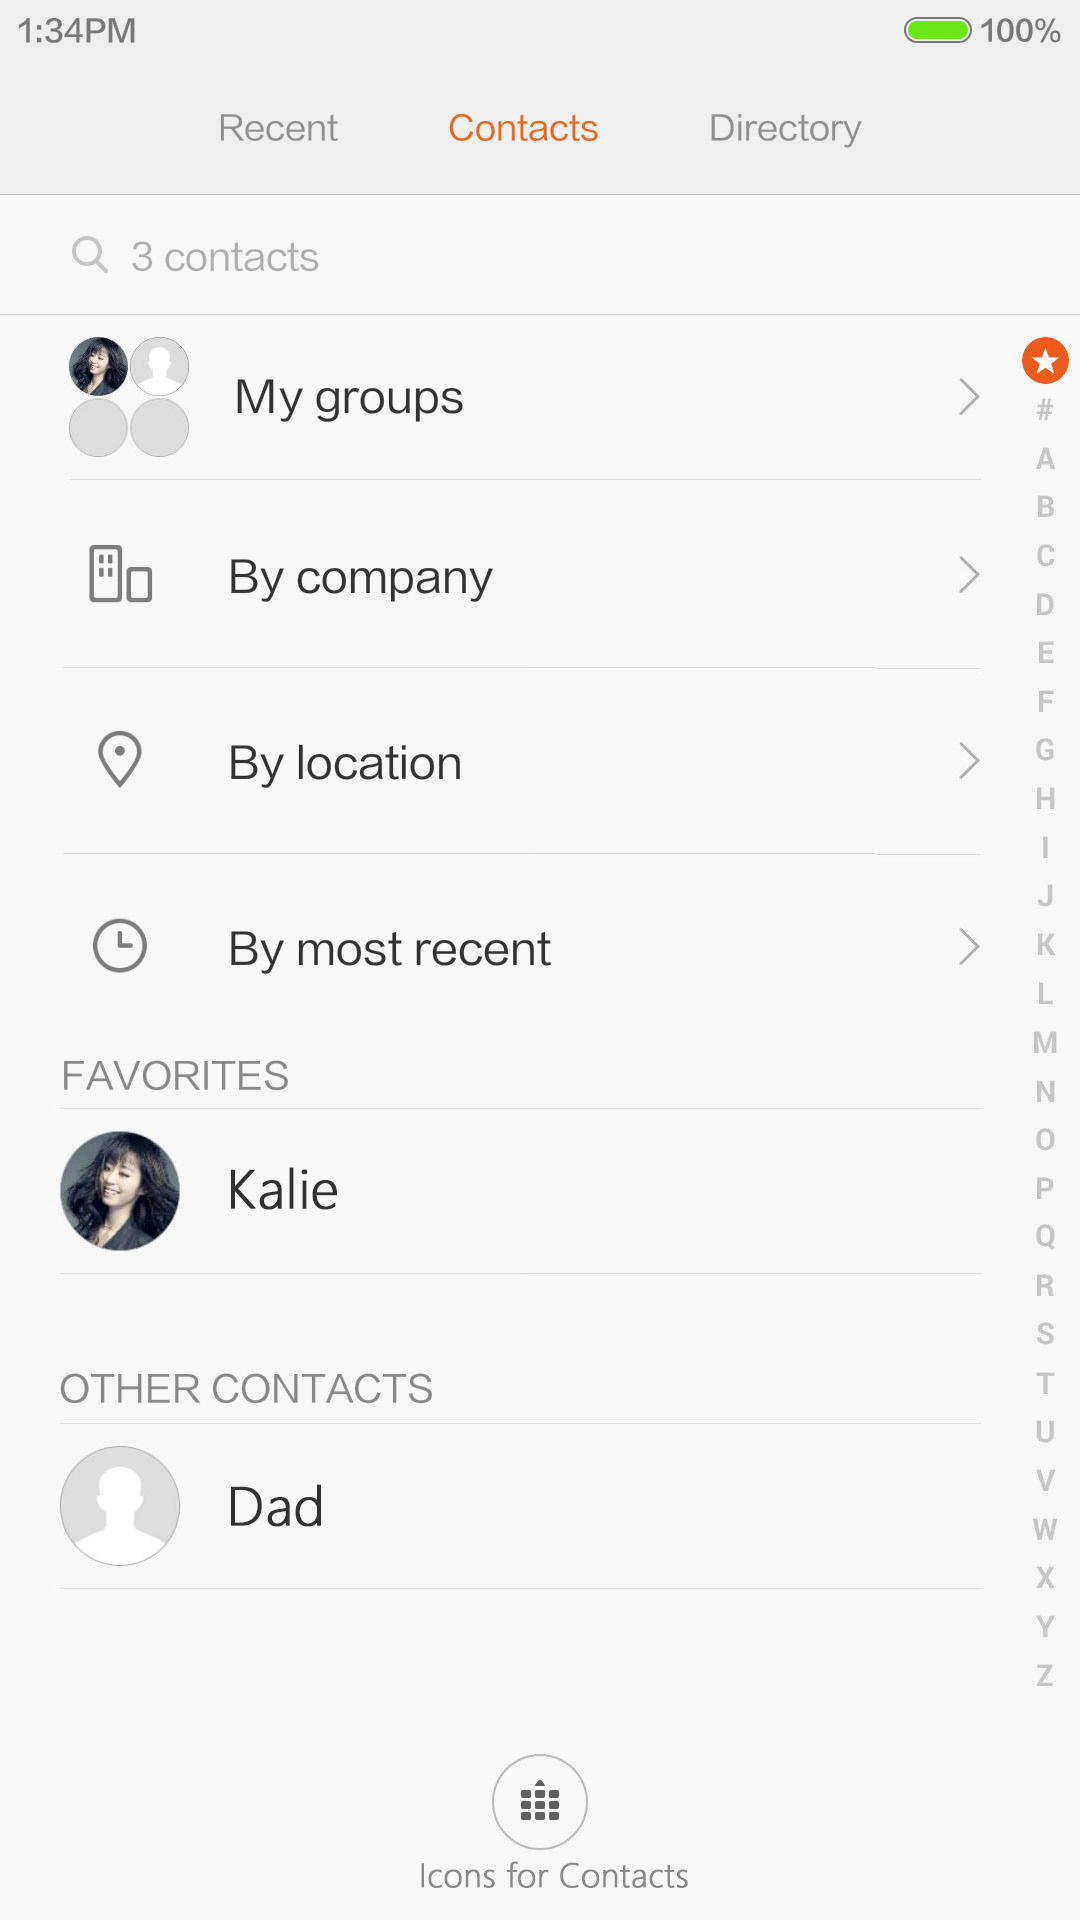 1:34PM 100%
Recent Contacts Directory
3 contacts
My groups
By company
By location
By most recent
FAVORITES
Kalie
OTHER CONTACTS
Dad
#
A
B
C
D
E
F
G
H
I
J
K
L
M
N
O
P
Q
R
S
T
U
V
W
X
Y
Z
Icons for Contacts